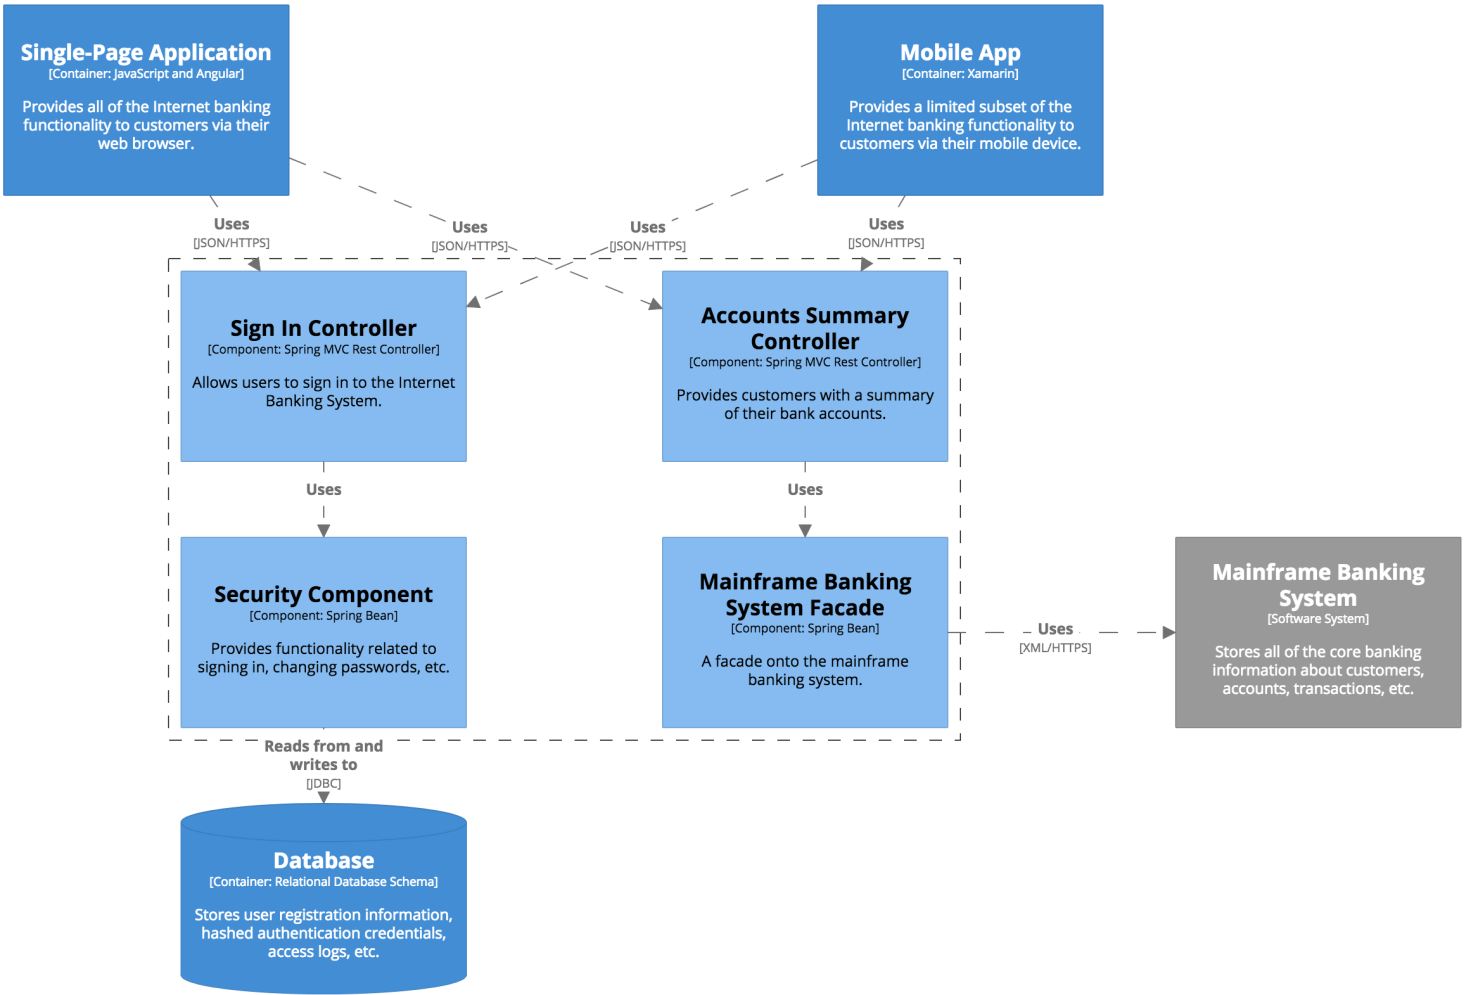 Single-Page Application
[Container: JavaScript and Angular]
Provides all of the Internet banking
functionality to customers via their
web browser.
Mobile App
[Container: Xamarin]
Provides a limited subset of the
Internet banking functionality to
customers via their mobile device.
Uses
[JSON/HTTPS]
Uses
[JSON/HTTPS]
Uses
[JSON/HTTPS]
Uses
[JSON/HTTPS]
Sign In Controller
[Component: Spring MVC Rest Controller]
Allows users to sign in to the Internet
Banking System.
Accounts Summary
Controller
[Component: Spring MVC Rest Controller]
Provides customers with a summary
of their bank accounts.
Uses
Uses
Security Component
[Component: Spring Bean]
Provides functionality related to
signing in, changing passwords, etc.
Mainframe Banking
System Facade
[Component: Spring Bean]
A facade onto the mainframe
banking system.
Uses
[XML/HTTPS]
Mainframe Banking
System
[Software System]
Stores all of the core banking
information about customers,
accounts, transactions, etc.
Reads from and
writes to
[JDBC]
Database
[Container: Relational Database Schema]
Stores user registration information,
hashed authentication credentials,
access logs, etc.